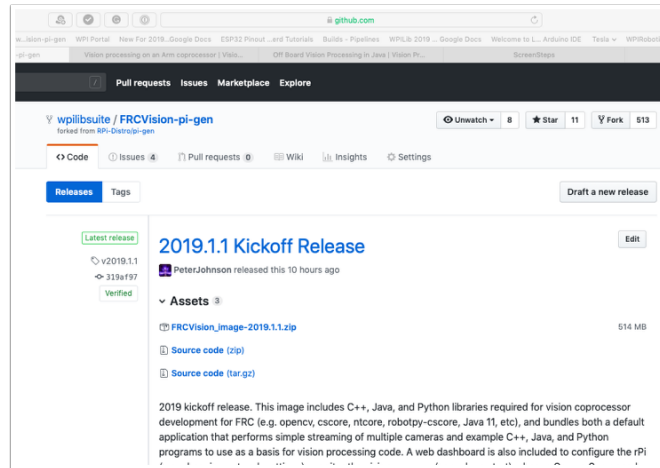 github.com
w...ision-pi-gen WPI Portal New For 2019...Google Docs ESP32 Pinout ...erd Tutorials Builds - Pipelines WPILib 2019 ... Google Docs Welcome to L... Arduino IDE Tesla WPIRoboti
-pi-gen Vision processing on an Arm coprocessor | Visio... Off Board Vision Processing in Java | Vision Pr... ScreenSteps
/ Pull requests Issues Marketplace Explore
wpilibsuite / FRCVision-pi-gen Unwatch 8 Star 11 Fork 513
forked from RPi-Distro/pi-gen
Code Issues 4 Pull requests 0 Wiki Insights Settings
Releases Tags Draft a new release
Latest release 2019.1.1 Kickoff Release Edit
v2019.1.1
PeterJohnson released this 10 hours ago
319af97
Verified
Assets 3
FRCVision_image-2019.1.1.zip 514 MB
Source code (zip)
Source code (tar.gz)
2019 kickoff release. This image includes C++, Java, and Python libraries required for vision coprocessor
development for FRC (e.g. opencv, cscore, ntcore, robotpy-cscore, Java 11, etc), and bundles both a default
application that performs simple streaming of multiple cameras and example C++, Java, and Python
programs to use as a basis for vision processing code. A web dashboard is also included to configure the rPi